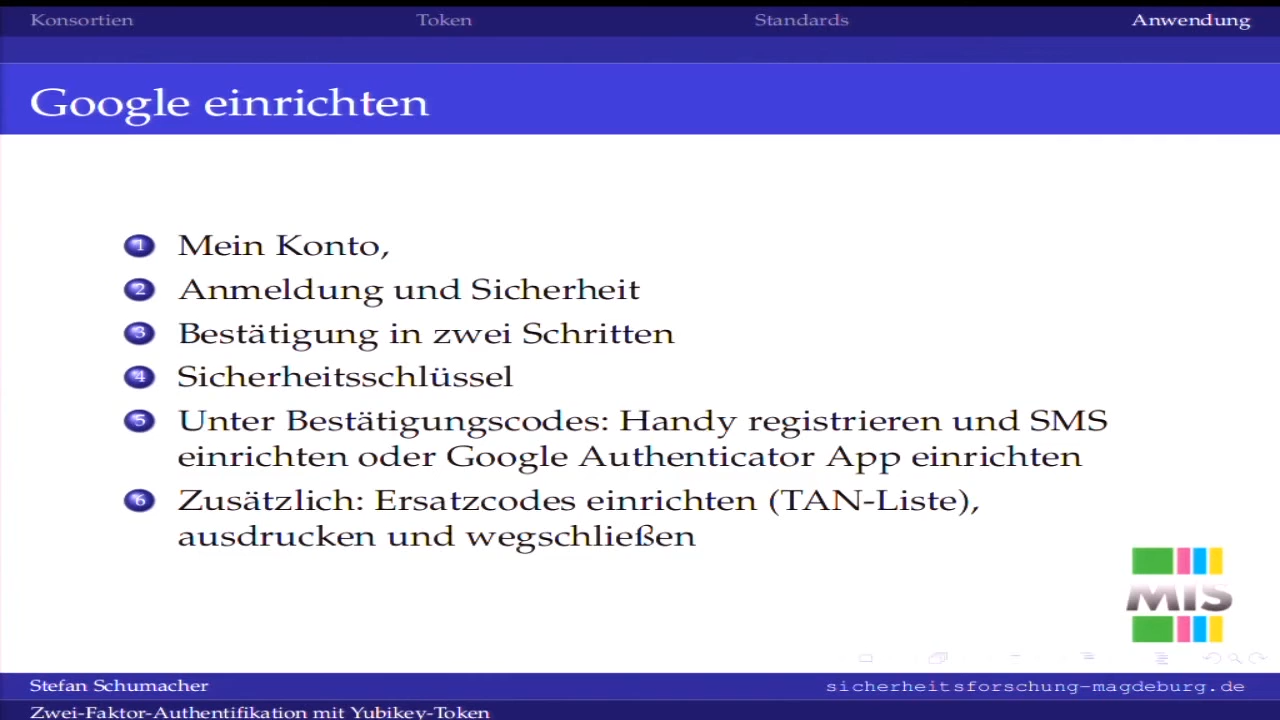 Konsortien Token Standards Anwendung
Google einrichten
1 Mein Konto,
2 Anmeldung und Sicherheit
3 Bestätigung in zwei Schritten
4 Sicherheitsschlüssel
5 Unter Bestätigungscodes: Handy registrieren und SMS
einrichten oder Google Authenticator App einrichten
6 Zusätzlich: Ersatzcodes einrichten (TAN-Liste),
ausdrucken und wegschließen
MIS
Stefan Schumacher sicherheitsforschung-magdeburg.de
Zwei-Faktor-Authentifikation mit Yubikey-Token